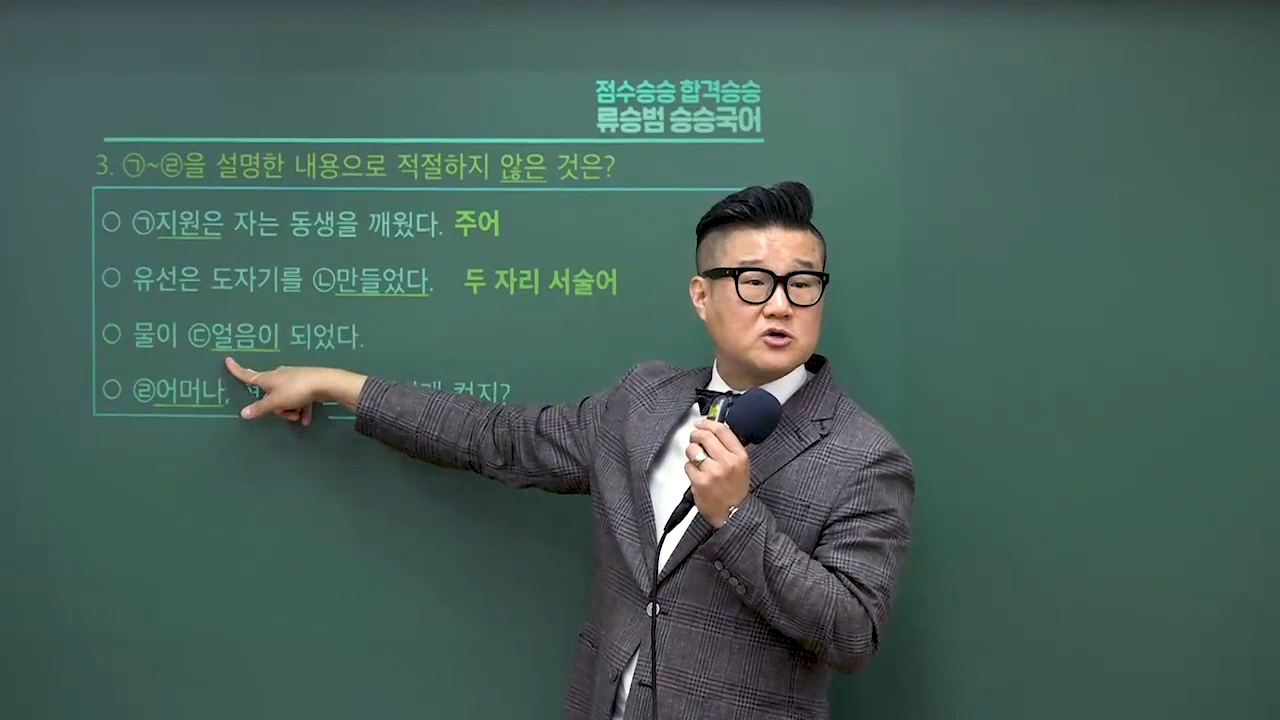 점수승승 합격승승
류승범 승승국어
3. ㉠~㉣을 설명한 내용으로 적절하지 않은 것은?
○ ㉠지원은 자는 동생을 깨웠다. 주어
○ 유선은 도자기를 ㉡만들었다. 두 자리 서술어
○ 물이 ㉢얼음이 되었다.
○ ㉣어머나, 컸지?